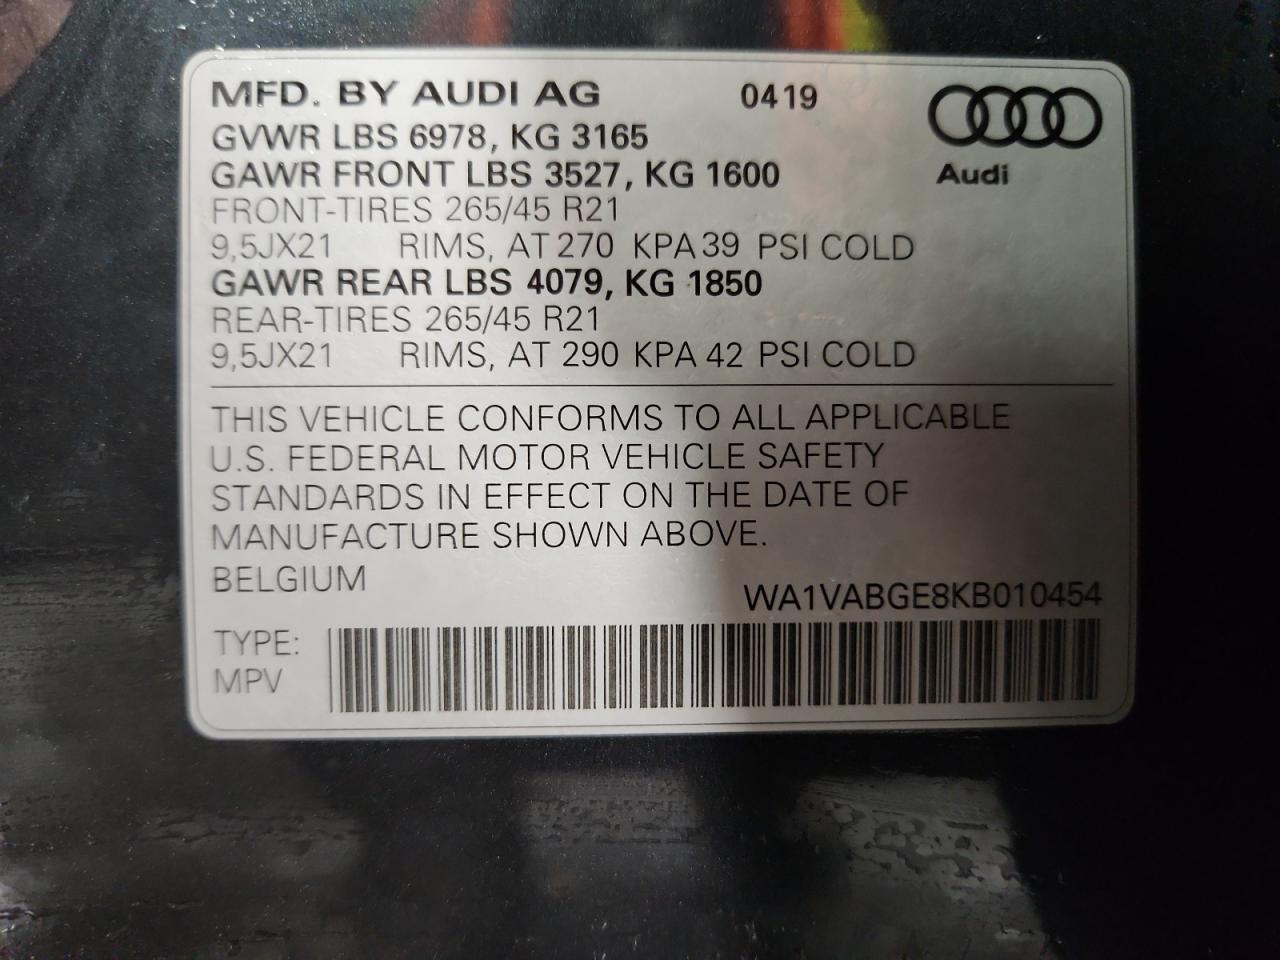 MFD. BY AUDI AG 0419
GVWR LBS 6978, KG 3165
GAWR FRONT LBS 3527, KG 1600
Audi
FRONT-TIRES 265/45 R21
9,5JX21 RIMS, AT 270 KPA 39 PSI COLD
GAWR REAR LBS 4079, KG 1850
REAR-TIRES 265/45 R21
9,5JX21 RIMS, AT 290 KPA 42 PSI COLD
THIS VEHICLE CONFORMS TO ALL APPLICABLE
U.S. FEDERAL MOTOR VEHICLE SAFETY
STANDARDS IN EFFECT ON THE DATE OF
MANUFACTURE SHOWN ABOVE.
BELGIUM
WA1VABGE8KB010454
TYPE:
MPV